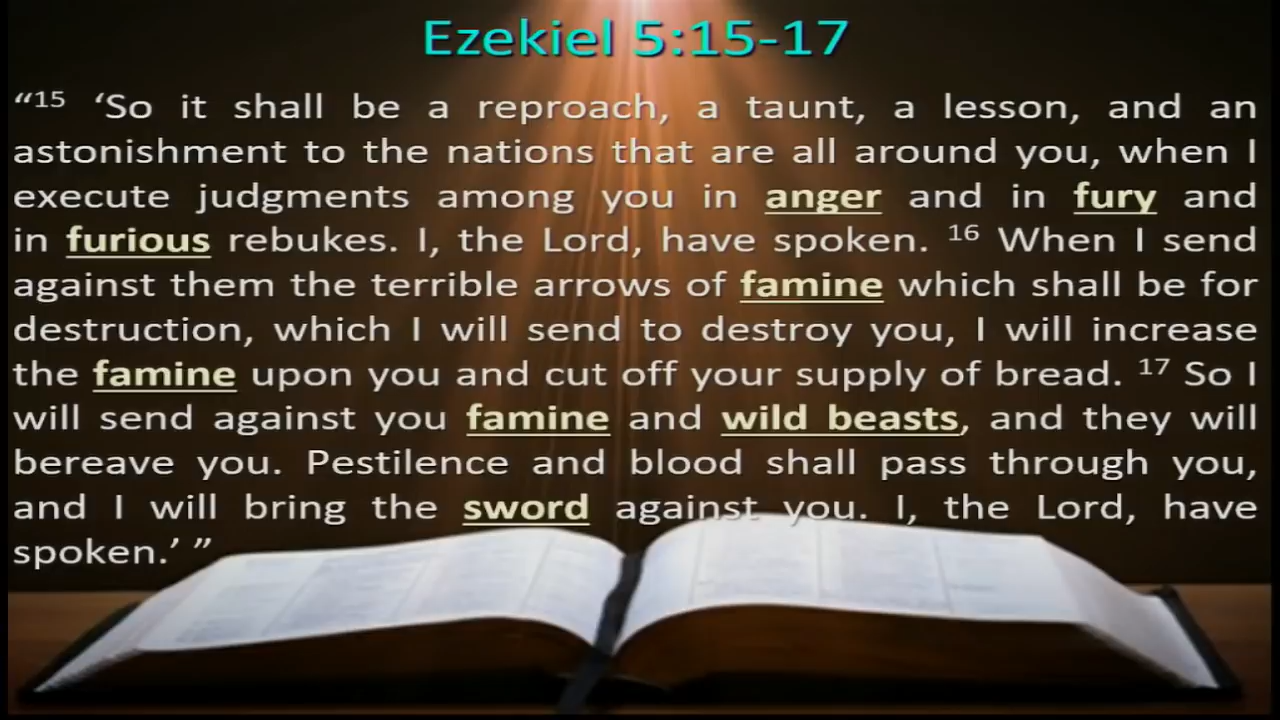 Ezekiel 5:15-17
“15 ‘So it shall be a reproach, a taunt, a lesson, and an
astonishment to the nations that are all around you, when I
execute judgments among you in anger and in fury and
in furious rebukes. I, the Lord, have spoken. 16 When I send
against them the terrible arrows of famine which shall be for
destruction, which I will send to destroy you, I will increase
the famine upon you and cut off your supply of bread. 17 So I
will send against you famine and wild beasts, and they will
bereave you. Pestilence and blood shall pass through you,
and I will bring the sword against you. I, the Lord, have
spoken.’ ”